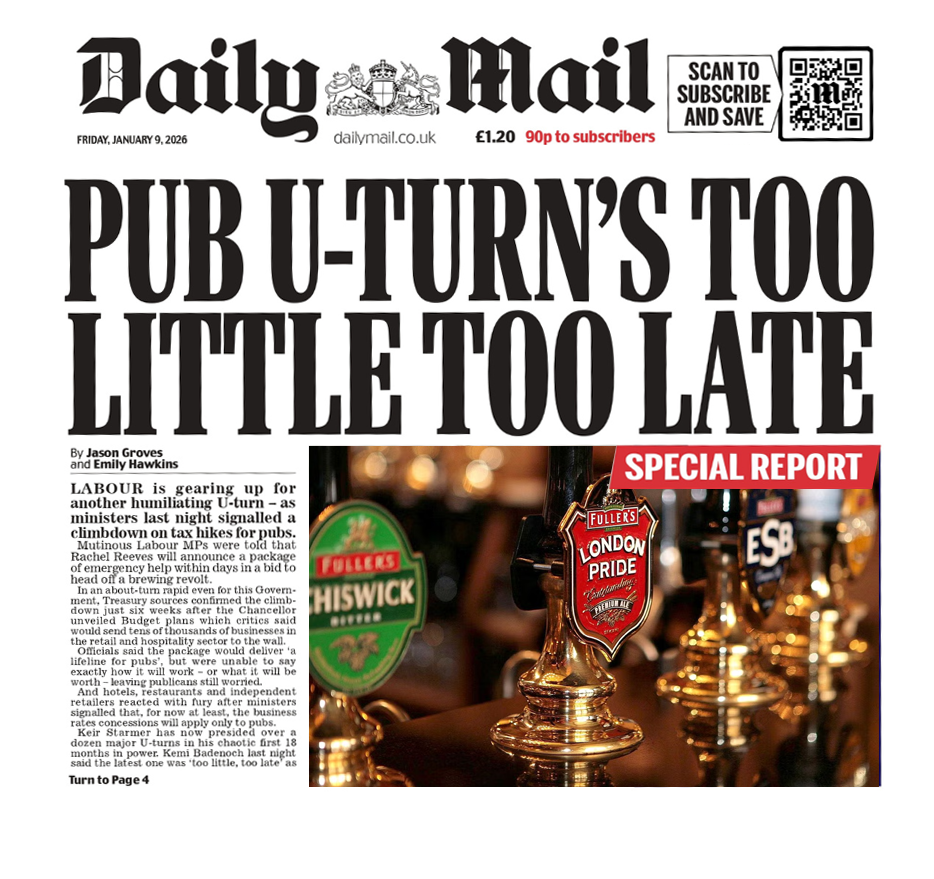 Daily Mail
SCAN TO
SUBSCRIBE
AND SAVE
FRIDAY, JANUARY 9, 2026
dailymail.co.uk
£1.20 90p to subscribers
PUB U-TURN'S TOO
LITTLE TOO LATE
By Jason Groves
and Emily Hawkins
LABOUR is gearing up for
another humiliating U-turn – as
ministers last night signalled a
climbdown on tax hikes for pubs.
Mutinous Labour MPs were told that
Rachel Reeves will announce a package
of emergency help within days in a bid to
head off a brewing revolt.
In an about-turn rapid even for this Govern-
ment, Treasury sources confirmed the climb-
down just six weeks after the Chancellor
unveiled Budget plans which critics said
would send tens of thousands of businesses in
the retail and hospitality sector to the wall.
Officials said the package would deliver 'a
lifeline for pubs', but were unable to say
exactly how it will work – or what it will be
worth – leaving publicans still worried.
And hotels, restaurants and independent
retailers reacted with fury after ministers
signalled that, for now at least, the business
rates concessions will apply only to pubs.
Keir Starmer has now presided over a
dozen major U-turns in his chaotic first 18
months in power. Kemi Badenoch last night
said the latest one was 'too little, too late' as
Turn to Page 4
SPECIAL REPORT
FULLER'S
CHISWICK
FULLER'S
LONDON
PRIDE
Outstanding
PREMIUM ALE
ESB